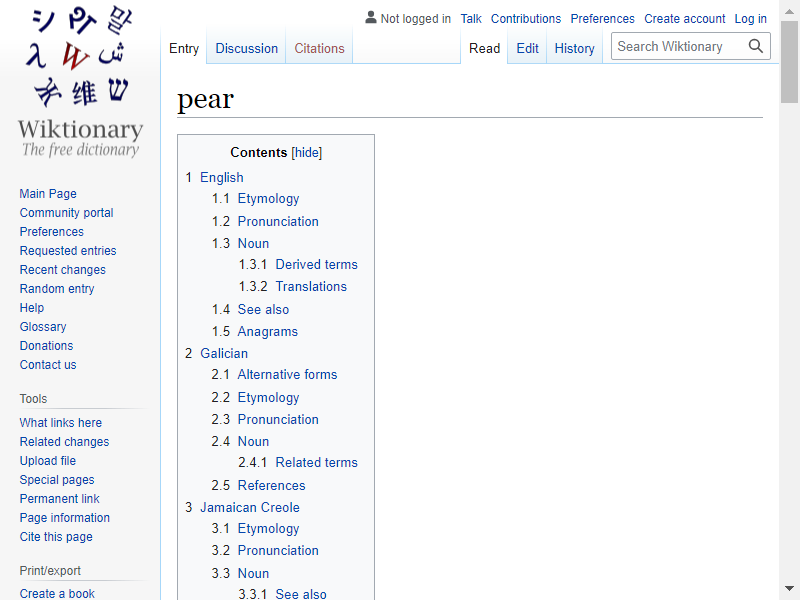 Not logged in Talk Contributions Preferences Create account Log in
Entry Discussion Citations Read Edit History Search Wiktionary
シ 말
λ W ش
维 ש
Wiktionary
The free dictionary
Main Page
Community portal
Preferences
Requested entries
Recent changes
Random entry
Help
Glossary
Donations
Contact us
Tools
What links here
Related changes
Upload file
Special pages
Permanent link
Page information
Cite this page
Print/export
Create a book
pear
Contents [hide]
1 English
1.1 Etymology
1.2 Pronunciation
1.3 Noun
1.3.1 Derived terms
1.3.2 Translations
1.4 See also
1.5 Anagrams
2 Galician
2.1 Alternative forms
2.2 Etymology
2.3 Pronunciation
2.4 Noun
2.4.1 Related terms
2.5 References
3 Jamaican Creole
3.1 Etymology
3.2 Pronunciation
3.3 Noun
3.3.1 See also